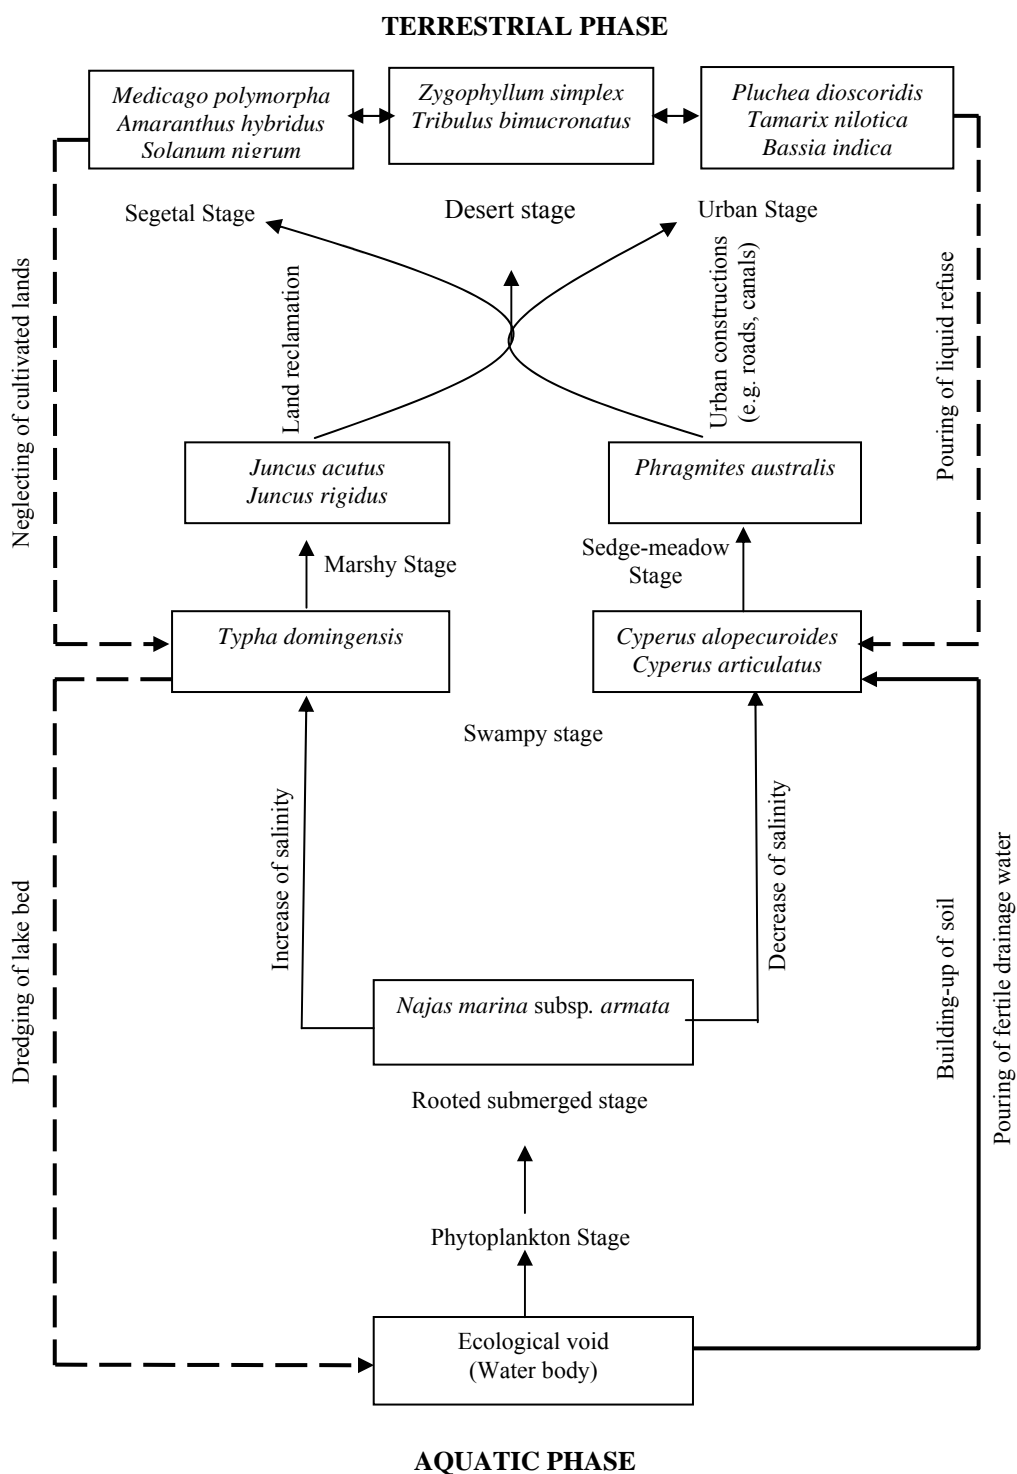 TERRESTRIAL PHASE
Medicago polymorpha
Amaranthus hybridus
Solanum nigrum
Zygophyllum simplex
Tribulus bimucronatus
Pluchea dioscoridis
Tamarix nilotica
Bassia indica
Segetal Stage
Desert stage
Urban Stage
Neglecting of cultivated lands
Land reclamation
Urban constructions
(e.g. roads, canals)
Pouring of liquid refuse
Juncus acutus
Juncus rigidus
Phragmites australis
Marshy Stage
Sedge-meadow
Stage
Typha domingensis
Cyperus alopecuroides
Cyperus articulatus
Swampy stage
Dredging of lake bed
Increase of salinity
Decrease of salinity
Building-up of soil
Pouring of fertile drainage water
Najas marina subsp. armata
Rooted submerged stage
Phytoplankton Stage
Ecological void
(Water body)
AQUATIC PHASE